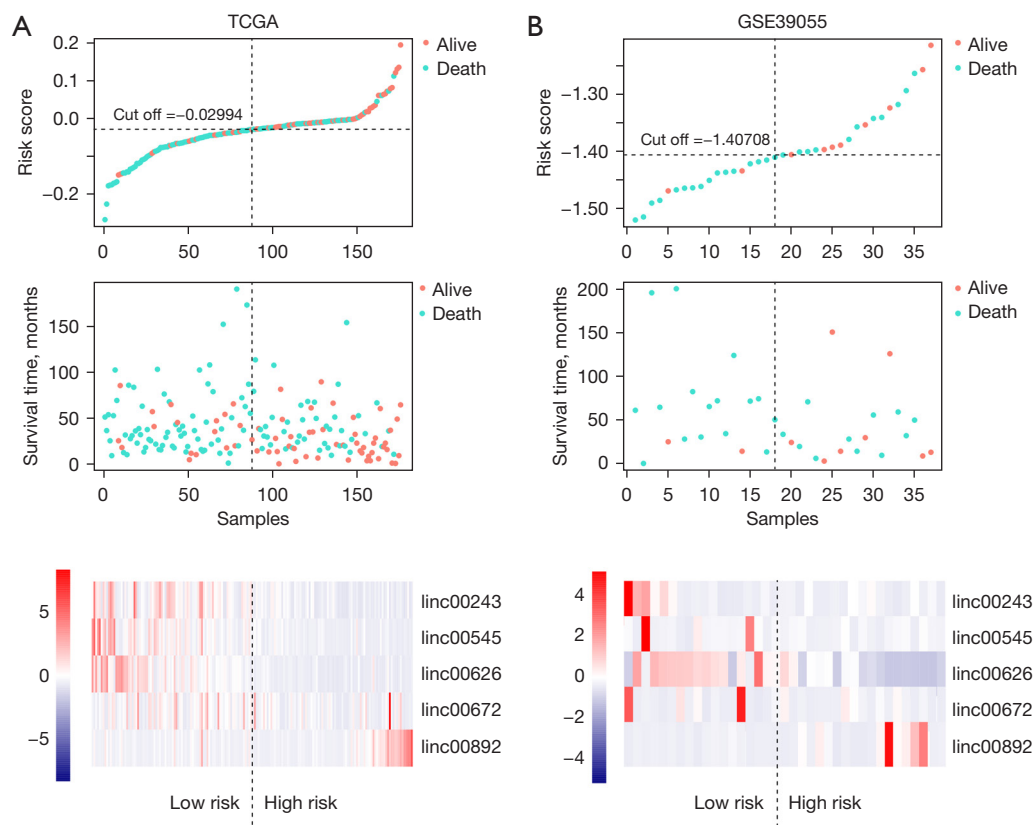 A
TCGA
Risk score
0.2
0.1
0.0
−0.2
Cut off =−0.02994
0
50
100
150
Alive
Death
Survival time, months
150
100
50
0
0
50
100
150
Samples
Alive
Death
5
0
−5
linc00243
linc00545
linc00626
linc00672
linc00892
Low risk
High risk
B
GSE39055
Risk score
−1.30
−1.40
−1.50
Cut off =−1.40708
0
5
10
15
20
25
30
35
Alive
Death
Survival time, months
200
150
100
50
0
0
5
10
15
20
25
30
35
Samples
Alive
Death
4
2
0
−2
−4
linc00243
linc00545
linc00626
linc00672
linc00892
Low risk
High risk